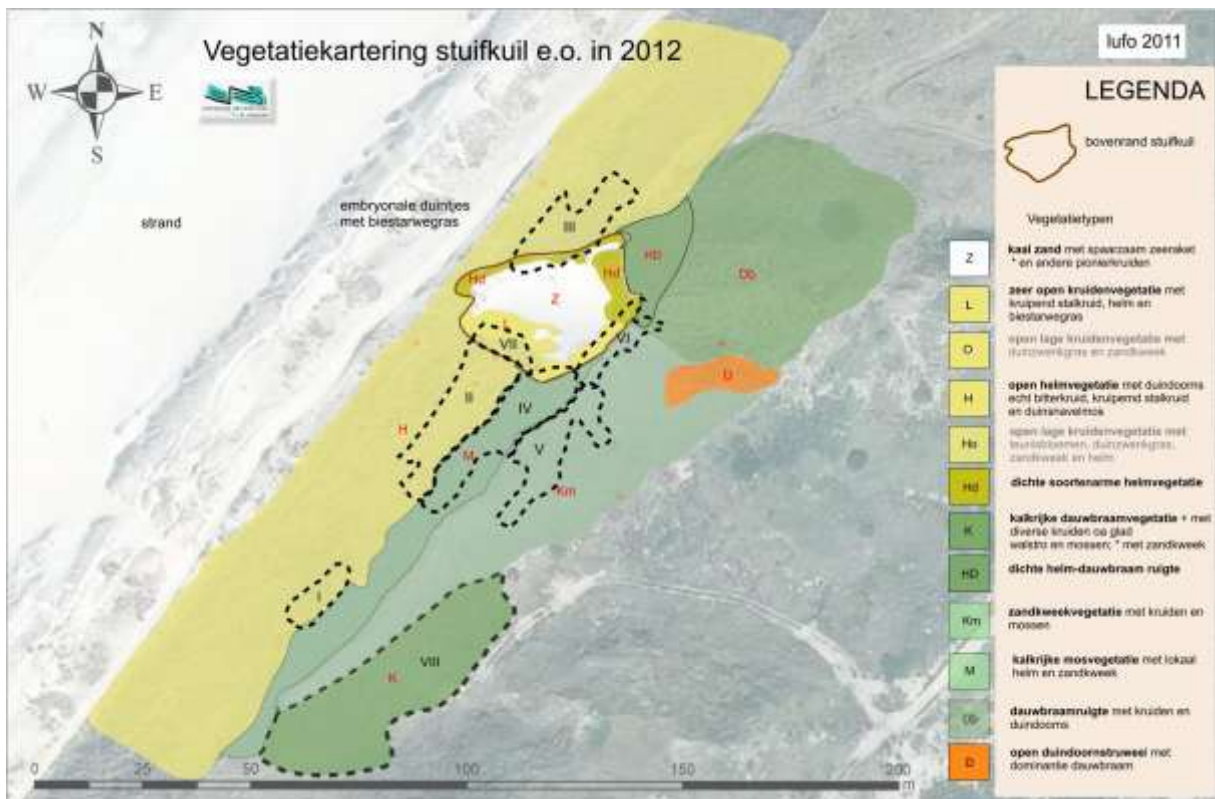 Vegetatiekartering stuifkuil e.o. in 2012
lufo 2011
N
W E
S
strand
embryonale duintjes
met biestarwegras
III
Hd
Hd
HD
Db
Z
L
VII
VI
II
IV
D
H
M
V
Km
I
VIII
K
0 25 50 100 150 200
m
LEGENDA
bovenrand stuifkuil
Vegetatietypen
Z
kaal zand met spaarzaam zeeraket
* en andere pionierkruiden
L
zeer open kruidenvegetatie met
kruipend stalkruid, helm en
biestarwegras
O
open lage kruidenvegetatie met
duinzwenkgras en zandkweek
H
open helmvegetatie met duindoorns
echt bitterkruid, kruipend stalkruid
en duinsnavelmos
Ho
open lage kruidenvegetatie met
teunisbloemen, duinzwenkgras,
zandkweek en helm
Hd
dichte soortenarme helmvegetatie
K
kalkrijke dauwbraamvegetatie + met
diverse kruiden oa glad
walstro en mossen; * met zandkweek
HD
dichte helm-dauwbraam ruigte
Km
zandkweekvegetatie met kruiden en
mossen
M
kalkrijke mosvegetatie met lokaal
helm en zandkweek
Db
dauwbraamruigte met kruiden en
duindoorns
D
open duindoornstruweel met
dominantie dauwbraam